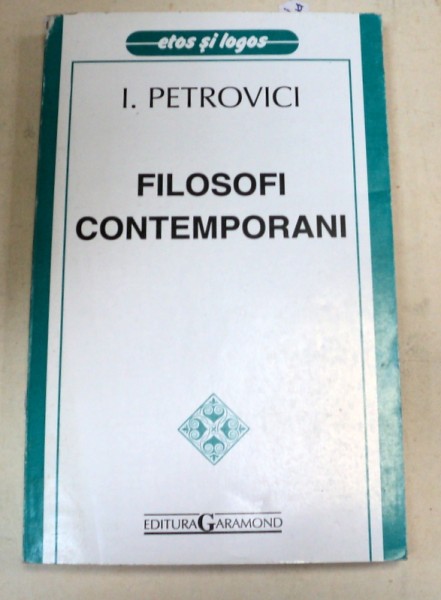 etos și logos
I. PETROVICI
FILOSOFI
CONTEMPORANI
EDITURA GARAMOND